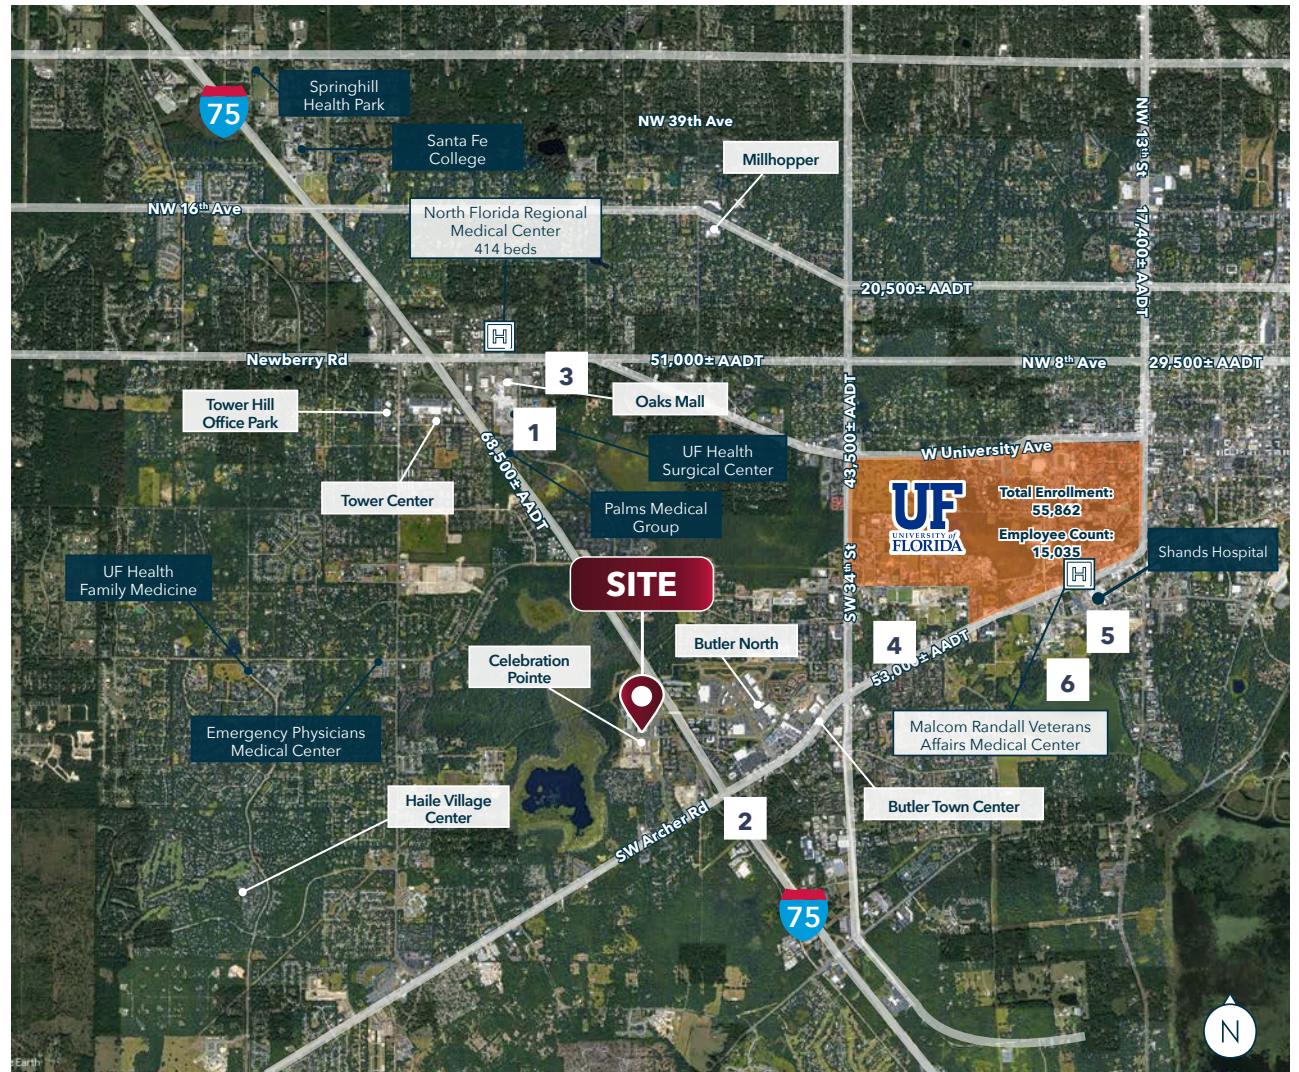 Springhill
Health Park
75
NW 39th Ave
NW 13th St
Santa Fe
College
Millhopper
NW 16th Ave
North Florida Regional
Medical Center
414 beds
17,400± AADT
20,500± AADT
H
Newberry Rd
51,000± AADT
NW 8th Ave
29,500± AADT
3
Tower Hill
Office Park
Oaks Mall
43,500± AADT
1
68,500± AADT
UF Health
Surgical Center
W University Ave
Tower Center
Palms Medical
Group
UF
UNIVERSITY of
FLORIDA
Total Enrollment:
55,862
Employee Count:
15,035
Shands Hospital
H
UF Health
Family Medicine
SITE
SW 34th St
Butler North
4
5
53,000± AADT
Celebration
Pointe
6
Emergency Physicians
Medical Center
Malcom Randall Veterans
Affairs Medical Center
Haile Village
Center
Butler Town Center
SW Archer Rd
2
75
N
Earth